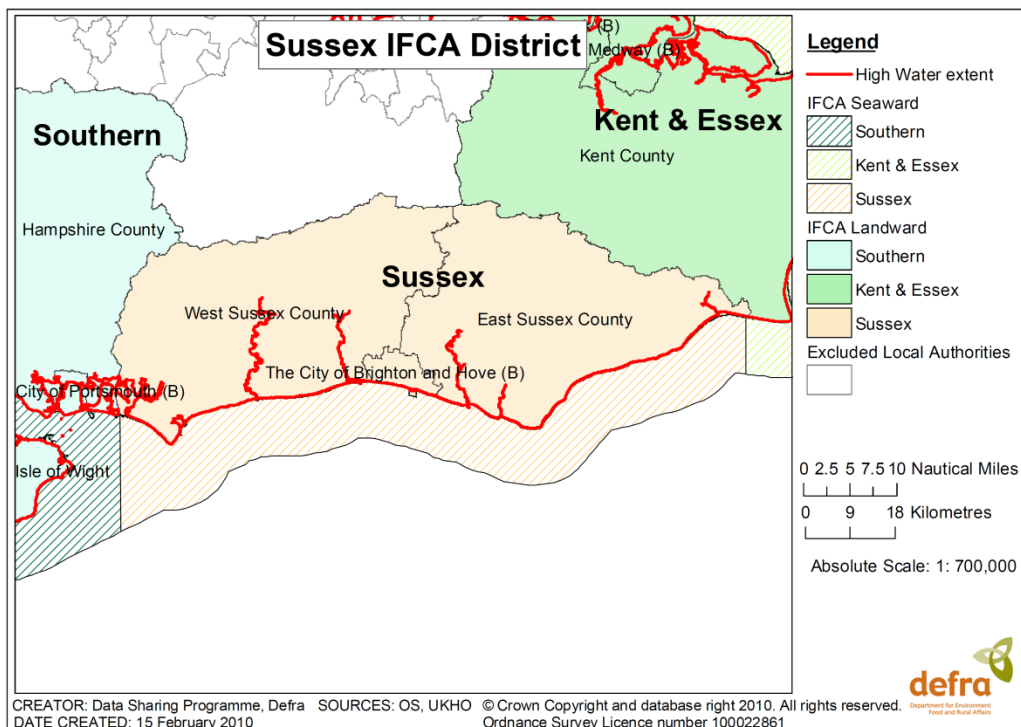 Sussex IFCA District
(B)
Medway (B)
Southern
Kent & Essex
Kent County
Hampshire County
Sussex
West Sussex County
East Sussex County
The City of Brighton and Hove (B)
City of Portsmouth (B)
Isle of Wight
Legend
High Water extent
IFCA Seaward
Southern
Kent & Essex
Sussex
IFCA Landward
Southern
Kent & Essex
Sussex
Excluded Local Authorities
0 2.5 5 7.5 10 Nautical Miles
0 9 18 Kilometres
Absolute Scale: 1: 700,000
defra
Department for Environment
Food and Rural Affairs
CREATOR: Data Sharing Programme, Defra SOURCES: OS, UKHO © Crown Copyright and database right 2010. All rights reserved.
DATE CREATED: 15 February 2010 Ordnance Survey Licence number 100022861